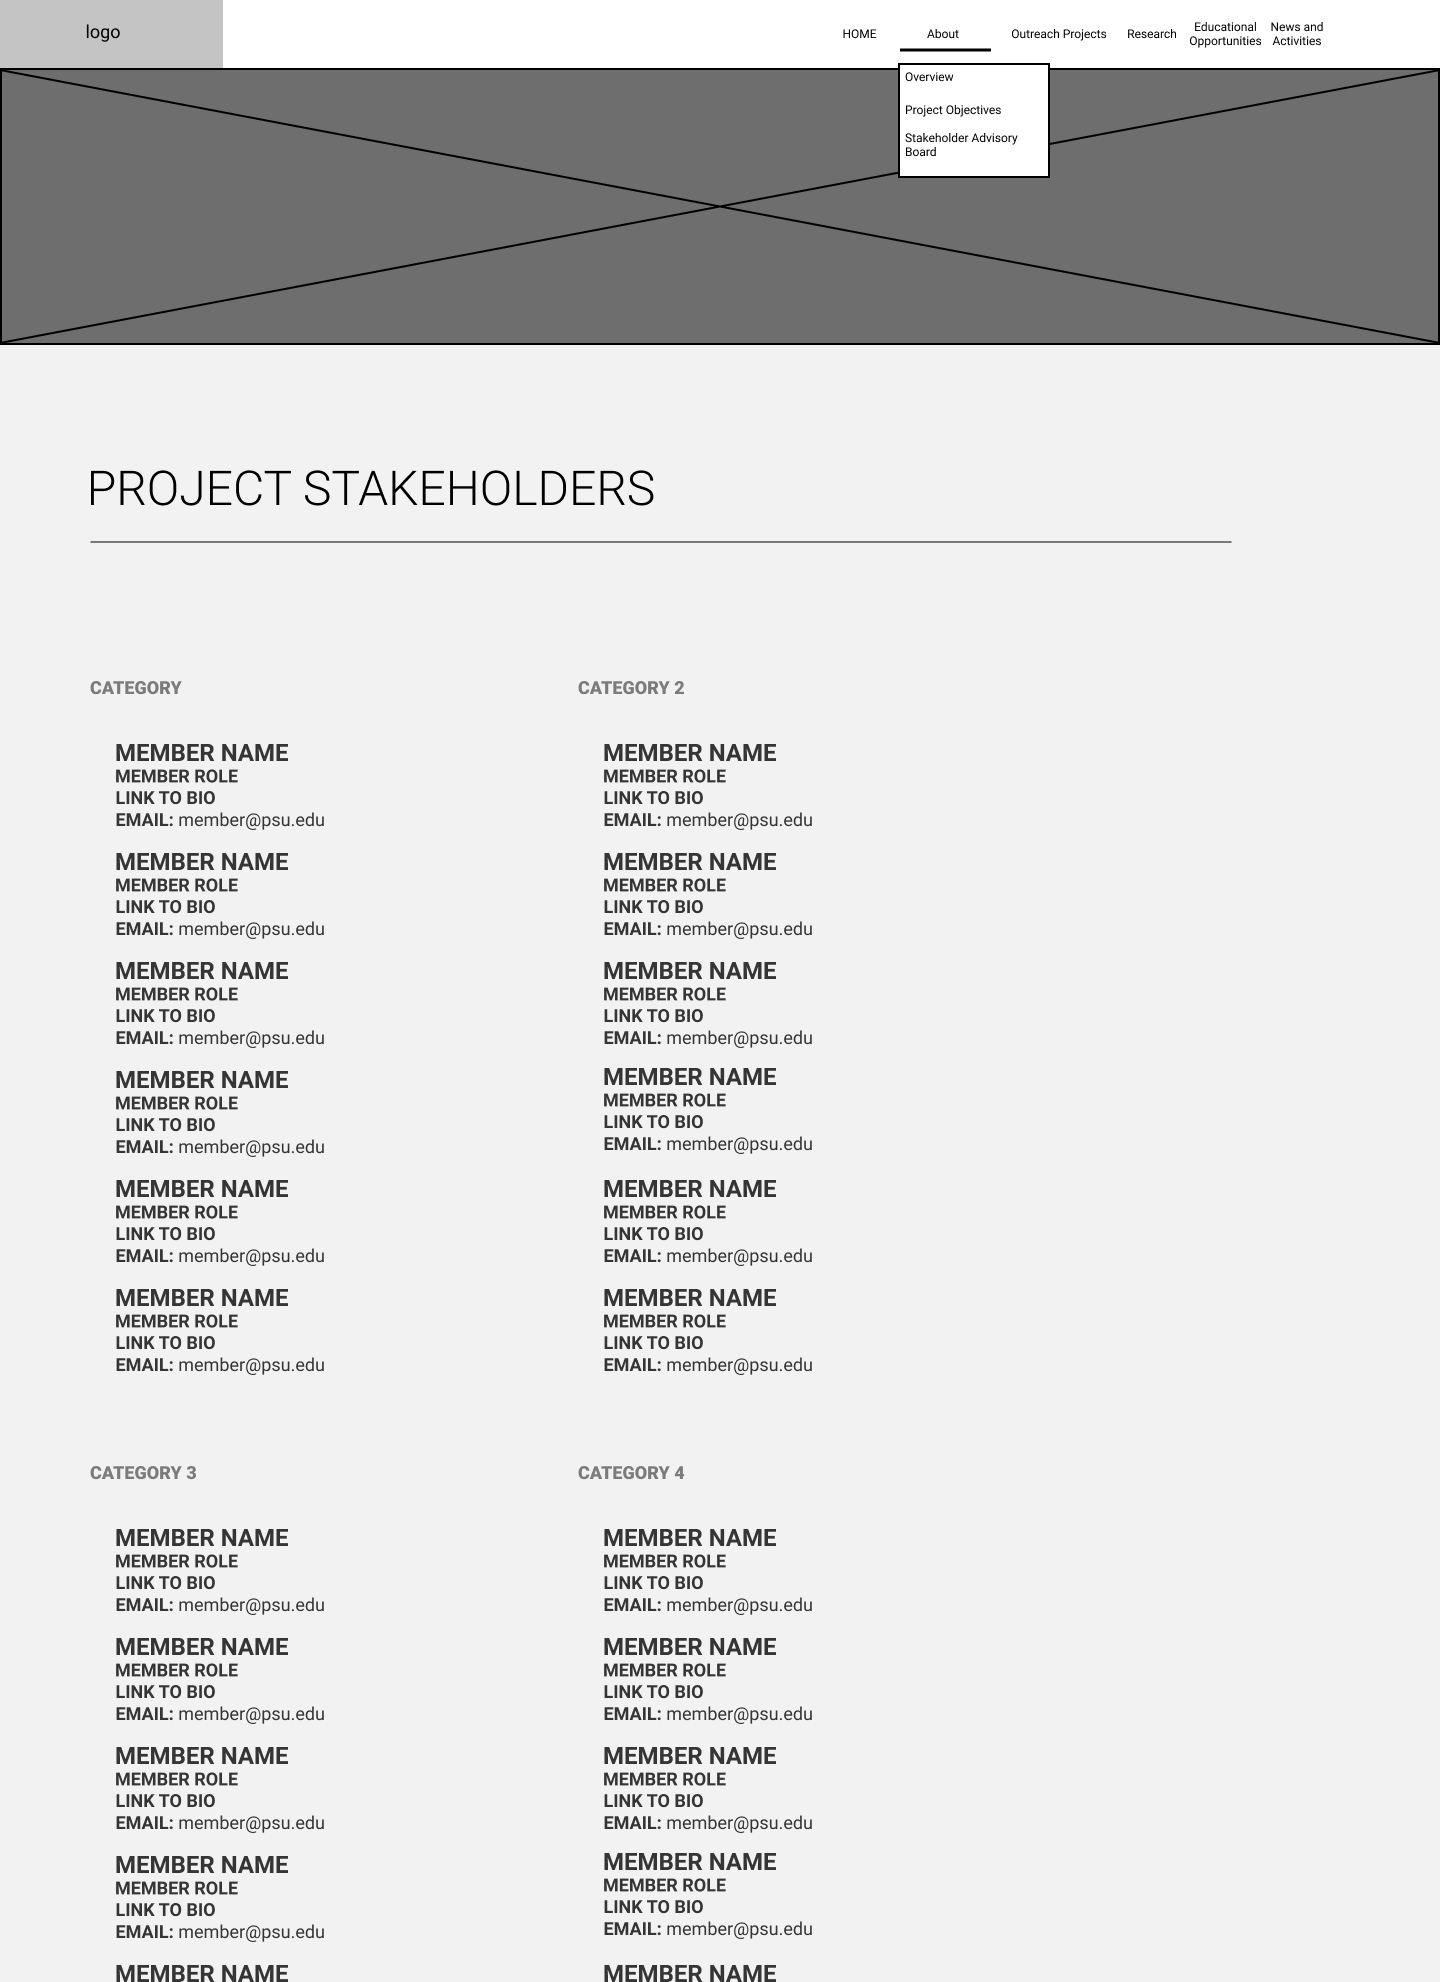 logo
HOME
About
Outreach Projects
Research
Educational
Opportunities
News and
Activities
Overview
Project Objectives
Stakeholder Advisory
Board
PROJECT STAKEHOLDERS
CATEGORY
MEMBER NAME
MEMBER ROLE
LINK TO BIO
EMAIL: member@psu.edu
MEMBER NAME
MEMBER ROLE
LINK TO BIO
EMAIL: member@psu.edu
MEMBER NAME
MEMBER ROLE
LINK TO BIO
EMAIL: member@psu.edu
MEMBER NAME
MEMBER ROLE
LINK TO BIO
EMAIL: member@psu.edu
MEMBER NAME
MEMBER ROLE
LINK TO BIO
EMAIL: member@psu.edu
MEMBER NAME
MEMBER ROLE
LINK TO BIO
EMAIL: member@psu.edu
CATEGORY 2
MEMBER NAME
MEMBER ROLE
LINK TO BIO
EMAIL: member@psu.edu
MEMBER NAME
MEMBER ROLE
LINK TO BIO
EMAIL: member@psu.edu
MEMBER NAME
MEMBER ROLE
LINK TO BIO
EMAIL: member@psu.edu
MEMBER NAME
MEMBER ROLE
LINK TO BIO
EMAIL: member@psu.edu
MEMBER NAME
MEMBER ROLE
LINK TO BIO
EMAIL: member@psu.edu
MEMBER NAME
MEMBER ROLE
LINK TO BIO
EMAIL: member@psu.edu
CATEGORY 3
MEMBER NAME
MEMBER ROLE
LINK TO BIO
EMAIL: member@psu.edu
MEMBER NAME
MEMBER ROLE
LINK TO BIO
EMAIL: member@psu.edu
MEMBER NAME
MEMBER ROLE
LINK TO BIO
EMAIL: member@psu.edu
MEMBER NAME
MEMBER ROLE
LINK TO BIO
EMAIL: member@psu.edu
MEMBER NAME
CATEGORY 4
MEMBER NAME
MEMBER ROLE
LINK TO BIO
EMAIL: member@psu.edu
MEMBER NAME
MEMBER ROLE
LINK TO BIO
EMAIL: member@psu.edu
MEMBER NAME
MEMBER ROLE
LINK TO BIO
EMAIL: member@psu.edu
MEMBER NAME
MEMBER ROLE
LINK TO BIO
EMAIL: member@psu.edu
MEMBER NAME